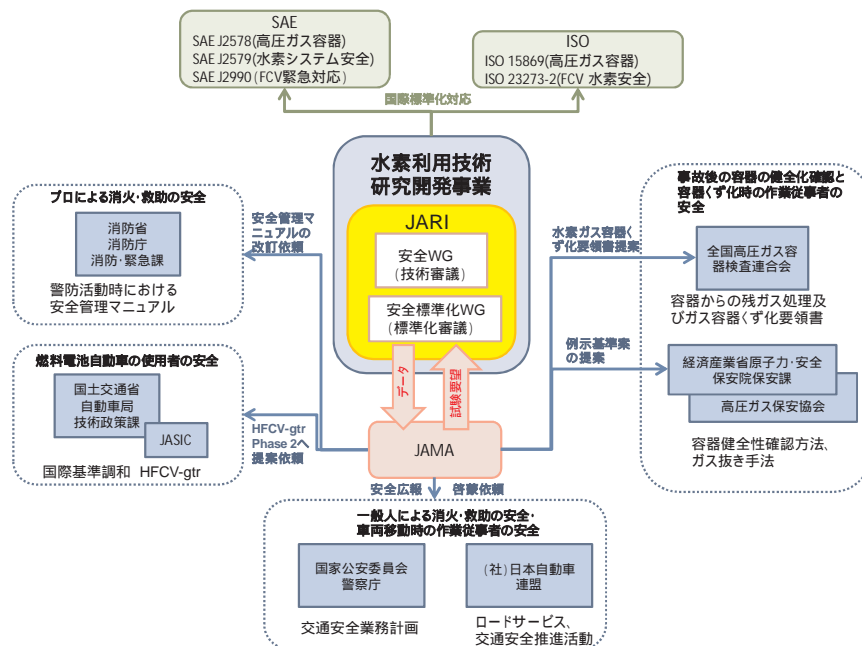 SAE
SAE J2578(高圧ガス容器)
SAE J2579(水素システム安全)
SAE J2990 (FCV緊急対応)
ISO
ISO 15869(高圧ガス容器)
ISO 23273-2(FCV 水素安全)
国際標準化対応
水素利用技術
研究開発事業
JARI
安全WG
(技術審議)
安全標準化WG
(標準化審議)
データ
試験要望
JAMA
プロによる消火・救助の安全
消防省
消防庁
消防・緊急課
警防活動時における
安全管理マニュアル
安全管理マ
ニュアルの
改訂依頼
燃料電池自動車の使用者の安全
国土交通省
自動車局
技術政策課
JASIC
国際基準調和 HFCV-gtr
HFCV-gtr
Phase 2へ
提案依頼
事故後の容器の健全化確認と
容器くず化時の作業従事者の
安全
全国高圧ガス容
器検査連合会
容器からの残ガス処理及
びガス容器くず化要領書
水素ガス容器く
ず化要領書提案
例示基準案
の提案
経済産業省原子力・安全
保安院保安課
高圧ガス保安協会
容器健全性確認方法、
ガス抜き手法
安全広報 啓蒙依頼
一般人による消火・救助の安全・
車両移動時の作業従事者の安全
国家公安委員会
警察庁
交通安全業務計画
(社)日本自動車
連盟
ロードサービス、
交通安全推進活動